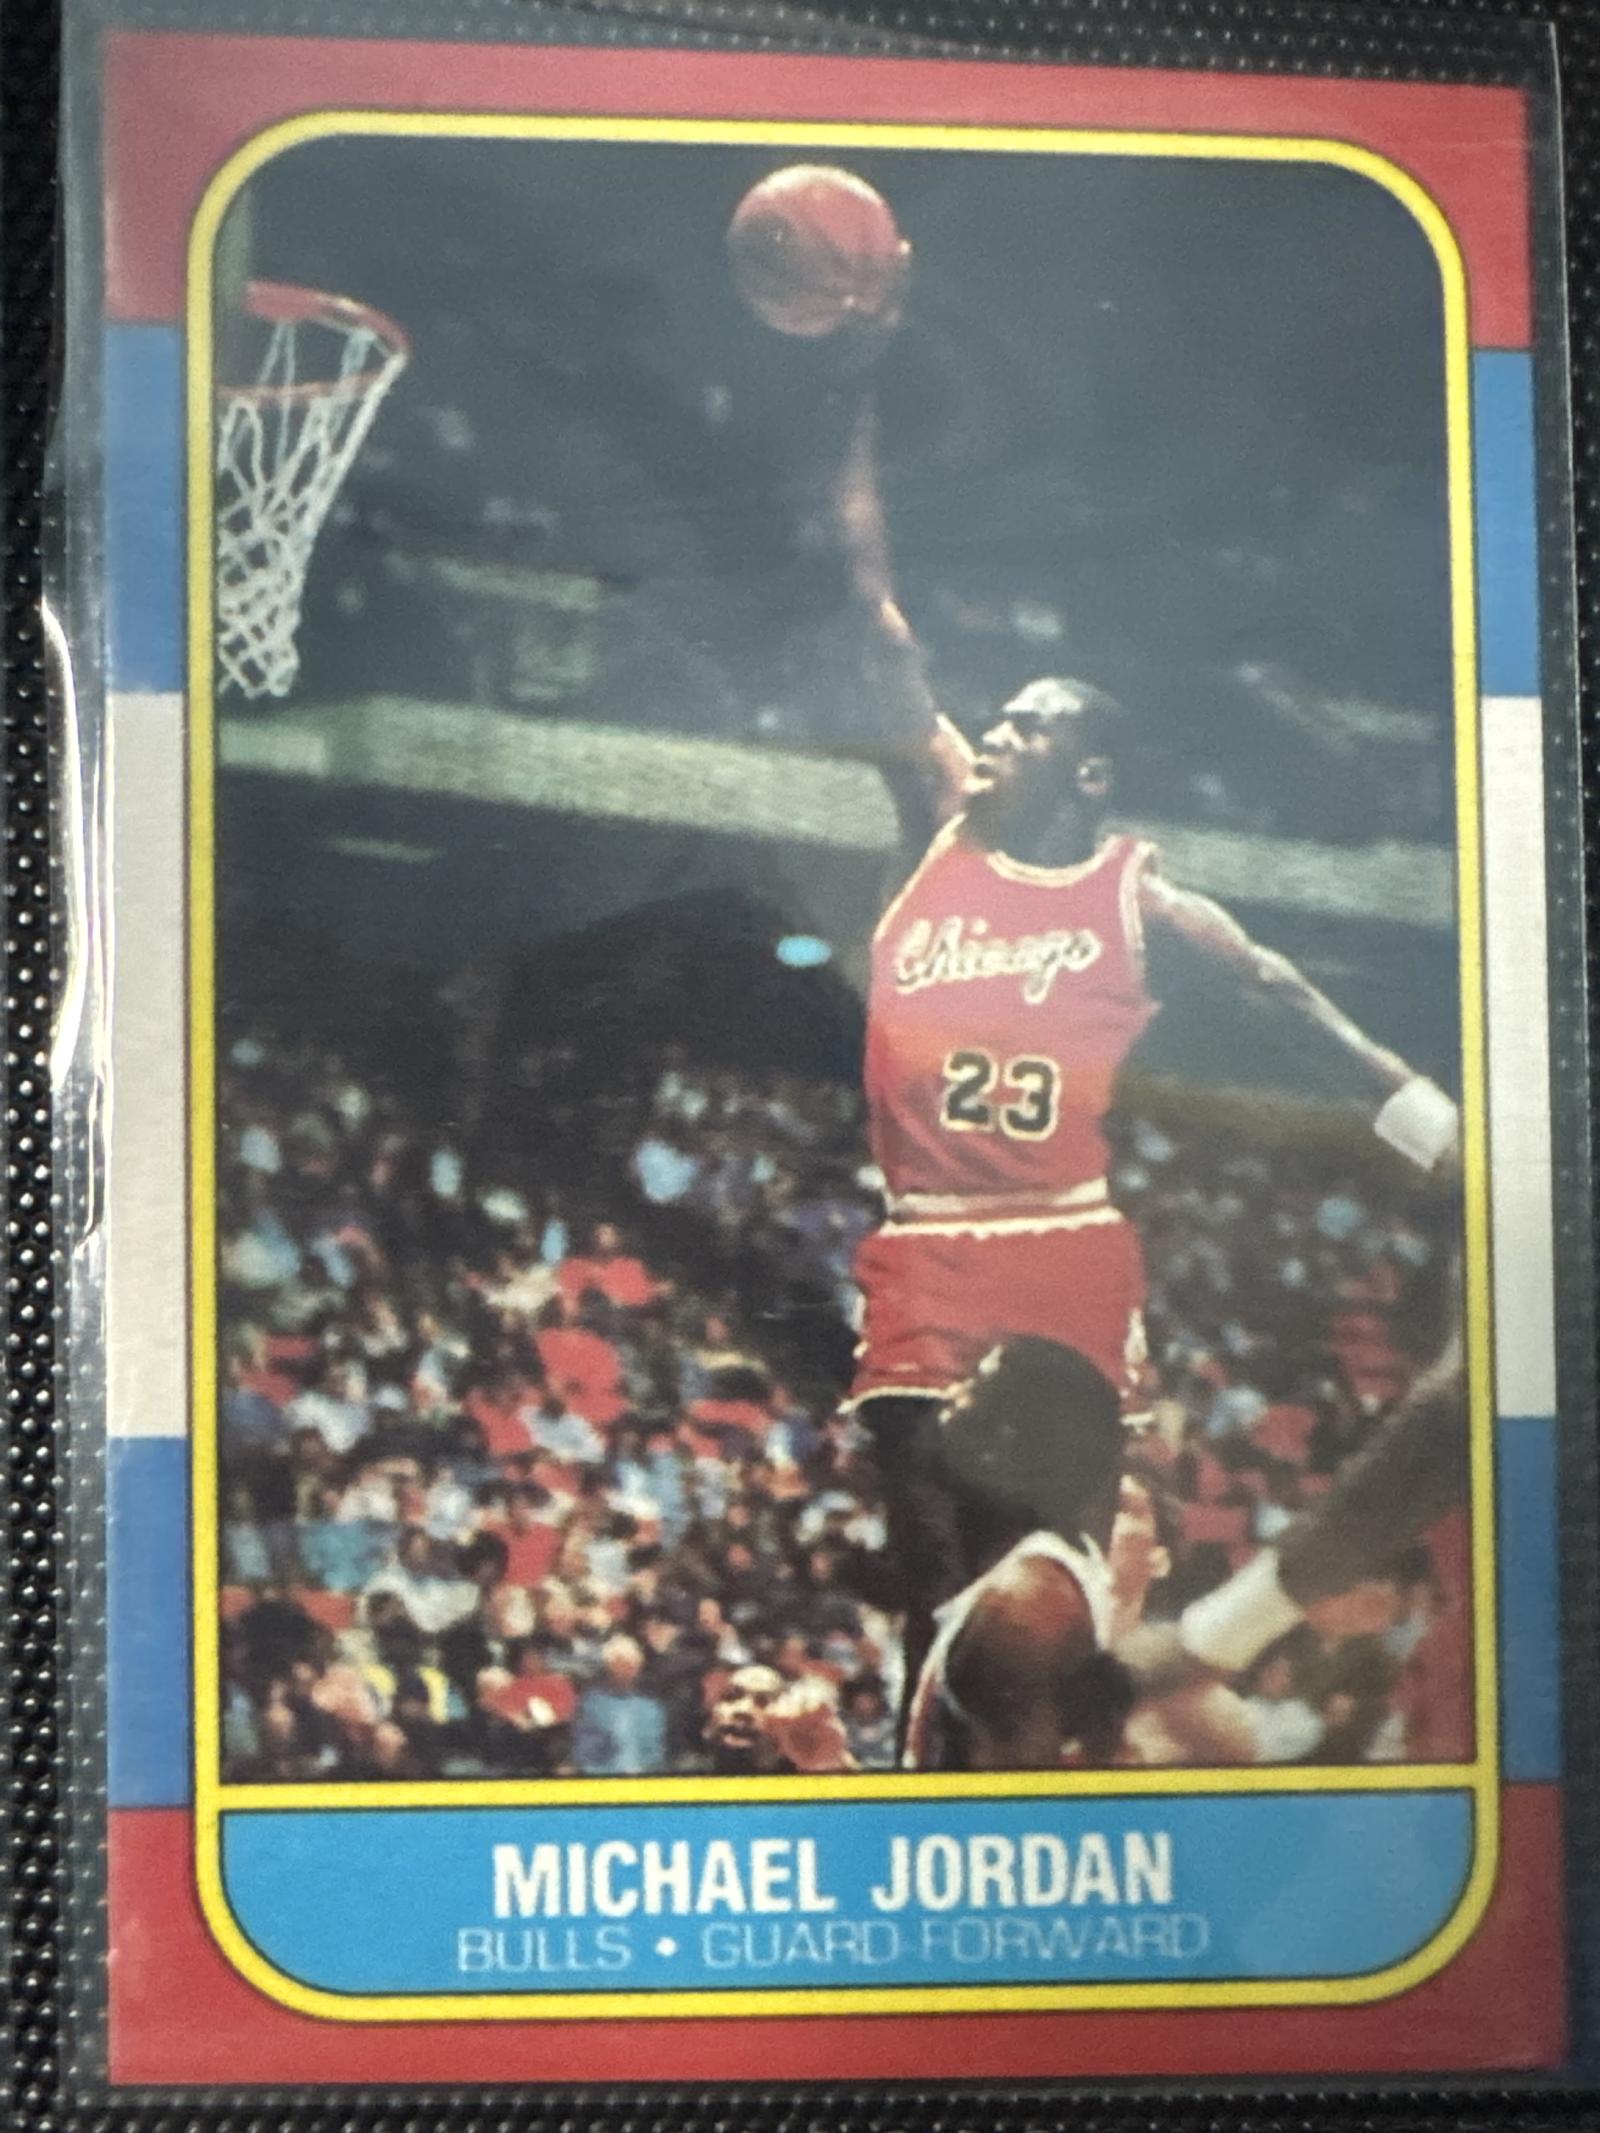 Chicago
23
MICHAEL JORDAN
BULLS • GUARD-FORWARD